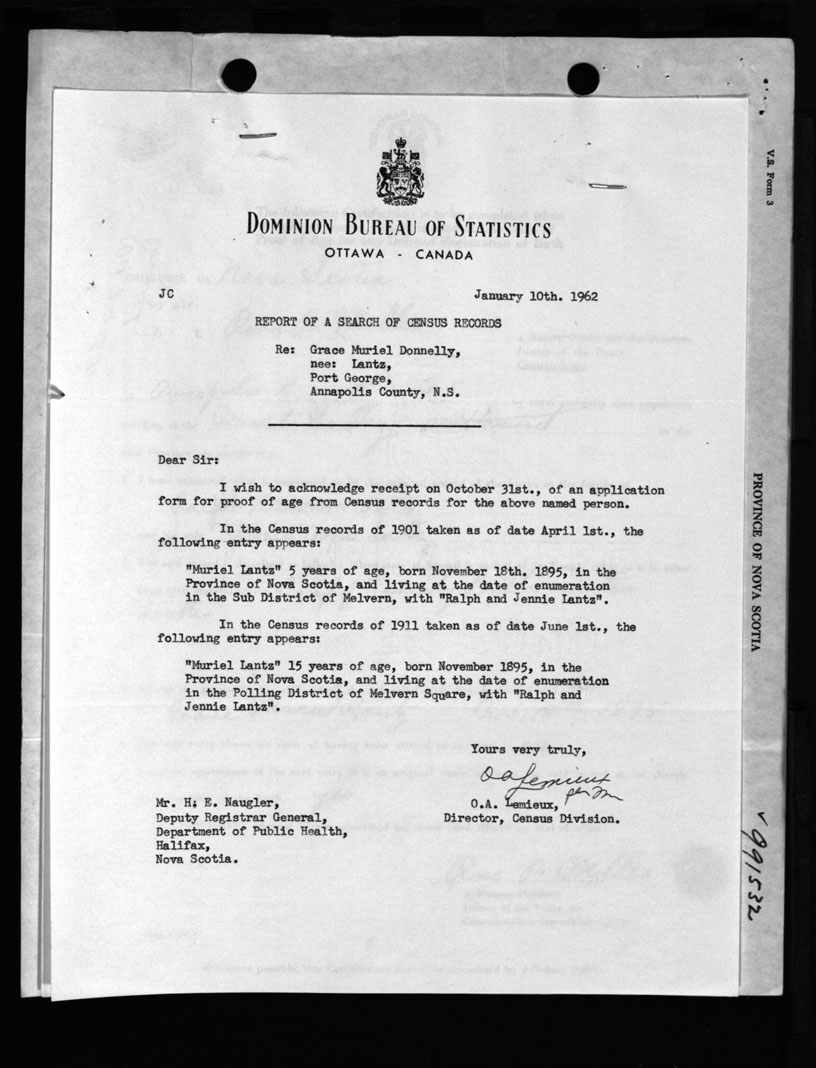 V.S. Form 3
DOMINION BUREAU OF STATISTICS
OTTAWA - CANADA
JC
January 10th. 1962
REPORT OF A SEARCH OF CENSUS RECORDS
Re: Grace Muriel Donnelly,
nee: Lantz,
Port George,
Annapolis County, N.S.
Dear Sir:
I wish to acknowledge receipt on October 31st., of an application
form for proof of age from Census records for the above named person.
In the Census records of 1901 taken as of date April 1st., the
following entry appears:
"Muriel Lantz" 5 years of age, born November 18th. 1895, in the
Province of Nova Scotia, and living at the date of enumeration
in the Sub District of Melvern, with "Ralph and Jennie Lantz".
In the Census records of 1911 taken as of date June 1st., the
following entry appears:
"Muriel Lantz" 15 years of age, born November 1895, in the
Province of Nova Scotia, and living at the date of enumeration
in the Polling District of Melvern Square, with "Ralph and
Jennie Lantz".
Yours very truly,
OALemieux
O.A. Lemieux,
Director, Census Division.
Mr. H. E. Naugler,
Deputy Registrar General,
Department of Public Health,
Halifax,
Nova Scotia.
PROVINCE OF NOVA SCOTIA
991532